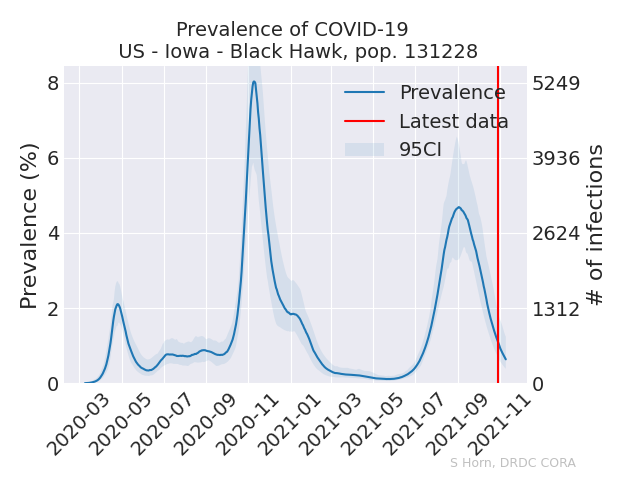 Prevalence of COVID-19
US - Iowa - Black Hawk, pop. 131228
Prevalence (%)
8
6
4
2
0
5249
3936
2624
1312
0
# of infections
Prevalence
Latest data
95CI
2020-03
2020-05
2020-07
2020-09
2020-11
2021-01
2021-03
2021-05
2021-07
2021-09
2021-11
S Horn, DRDC CORA